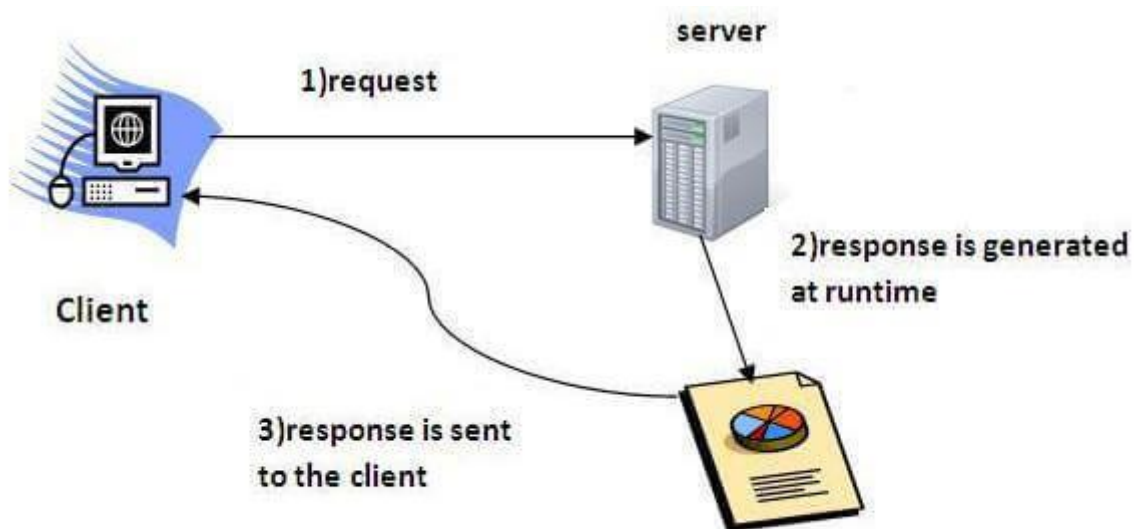 server
1)request
2)response is generated
at runtime
Client
3)response is sent
to the client